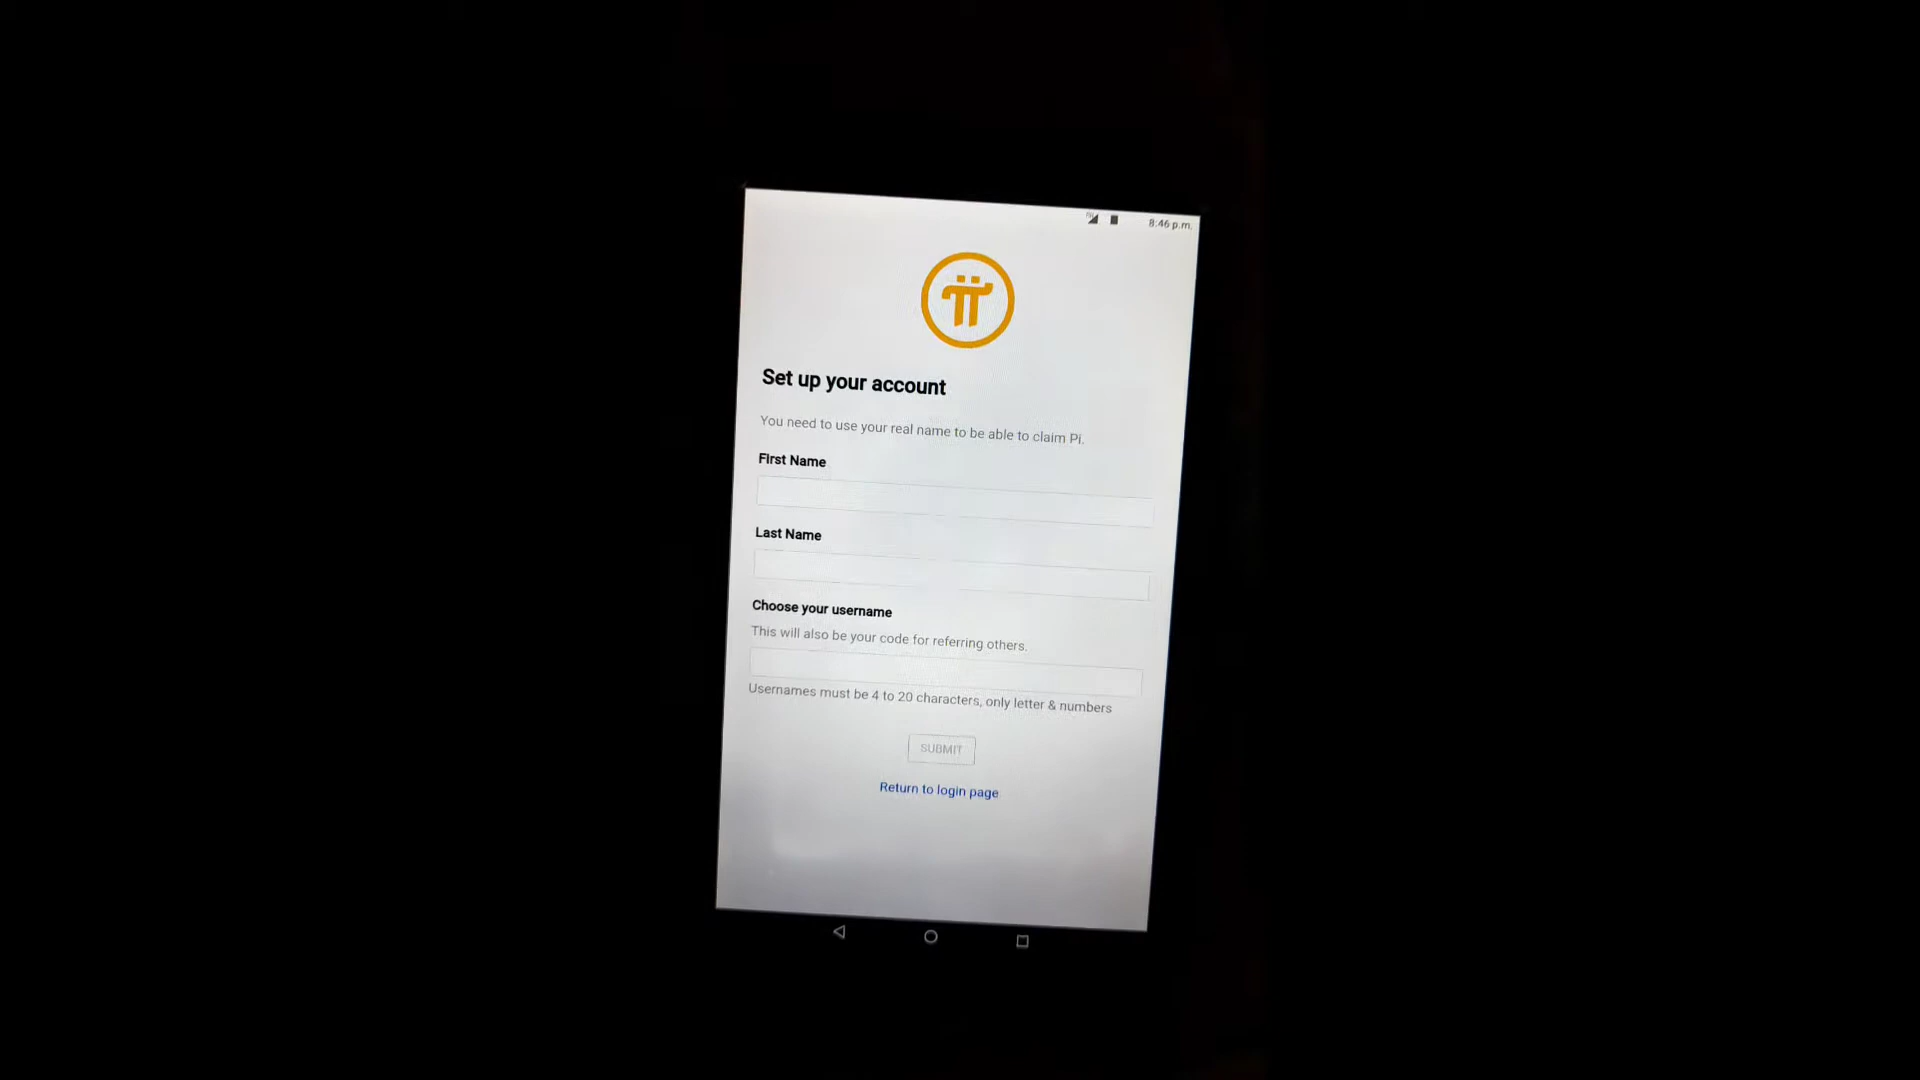 8:46 p.m.
Set up your account
You need to use your real name to be able to claim Pi.
First Name
Last Name
Choose your username
This will also be your code for referring others.
Usernames must be 4 to 20 characters, only letter & numbers
SUBMIT
Return to login page